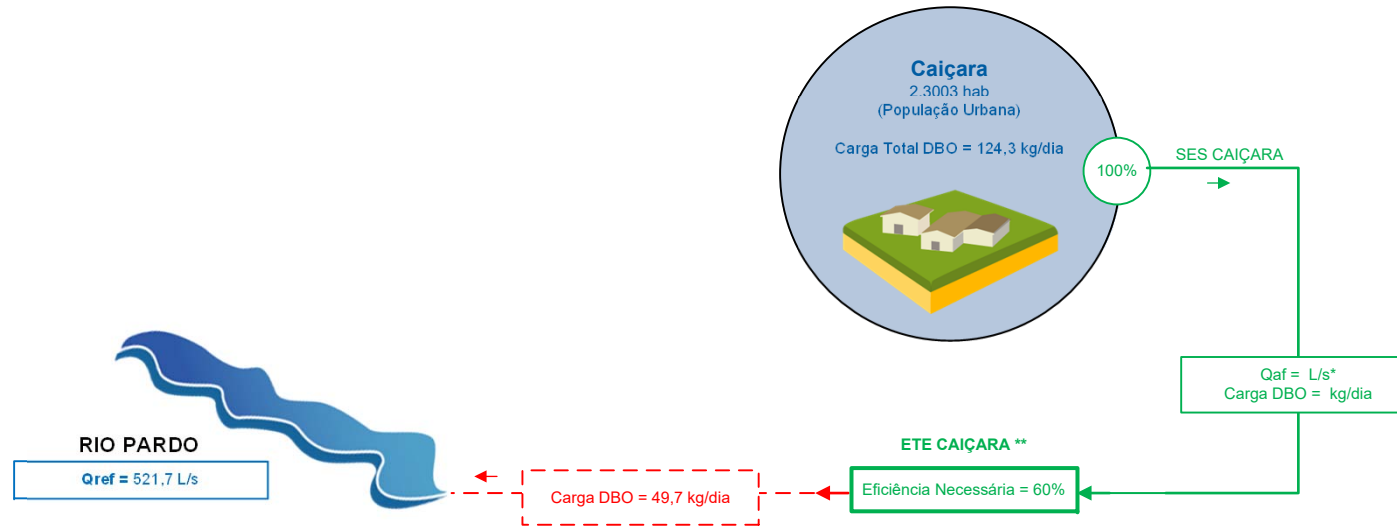 Caiçara
2.3003 hab
(População Urbana)
Carga Total DBO = 124,3 kg/dia
100%
SES CAIÇARA
Qaf =  L/s*
Carga DBO =  kg/dia
RIO PARDO
Qref = 521,7 L/s
Carga DBO = 49,7 kg/dia
ETE CAIÇARA **
Eficiência Necessária = 60%